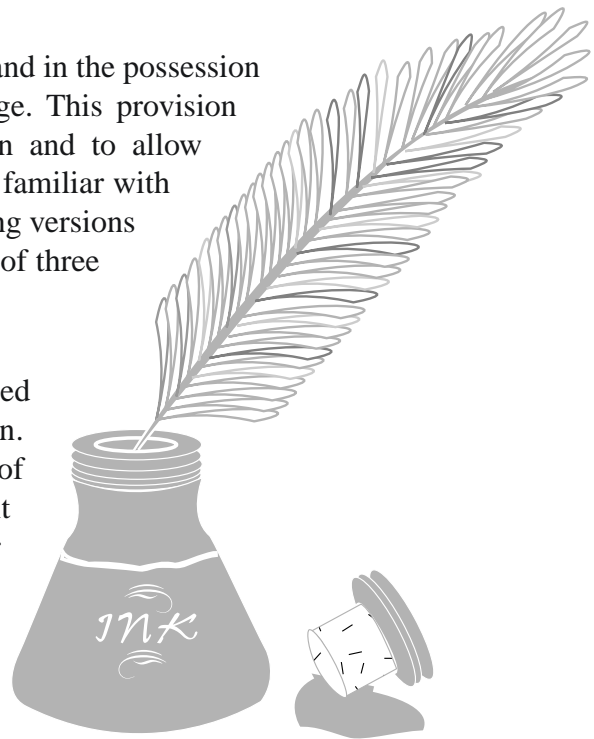 and in the possession
ge. This provision
n and to allow
familiar with
ng versions
of three
ed
n.
of
t
INK